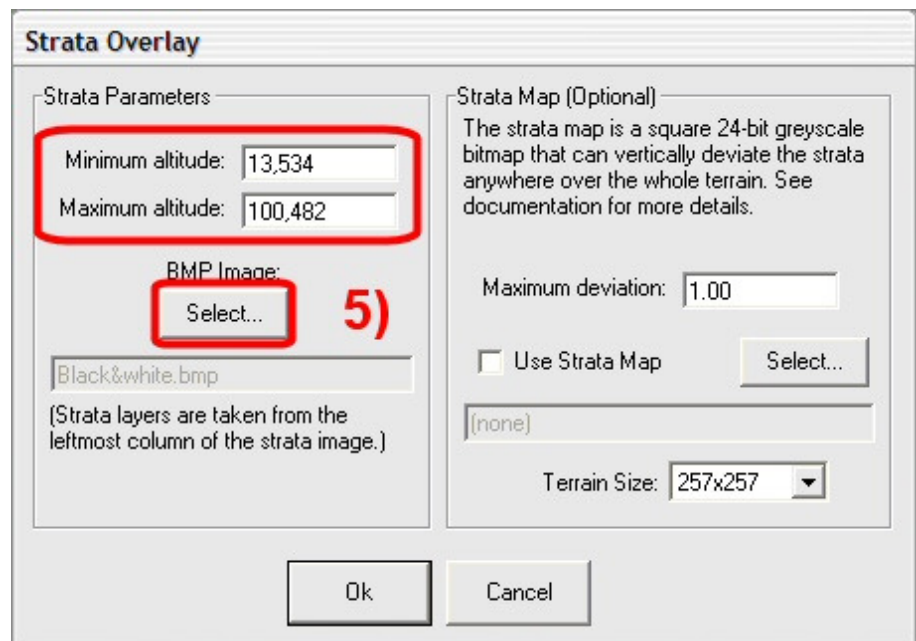 Strata Overlay
Strata Parameters
Minimum altitude: 13,534
Maximum altitude: 100,482
BMP Image:
Select...
5)
Black&white.bmp
(Strata layers are taken from the
leftmost column of the strata image.)
Strata Map (Optional)
The strata map is a square 24-bit greyscale
bitmap that can vertically deviate the strata
anywhere over the whole terrain. See
documentation for more details.
Maximum deviation: 1.00
Use Strata Map
Select...
(none)
Terrain Size: 257x257
Ok
Cancel